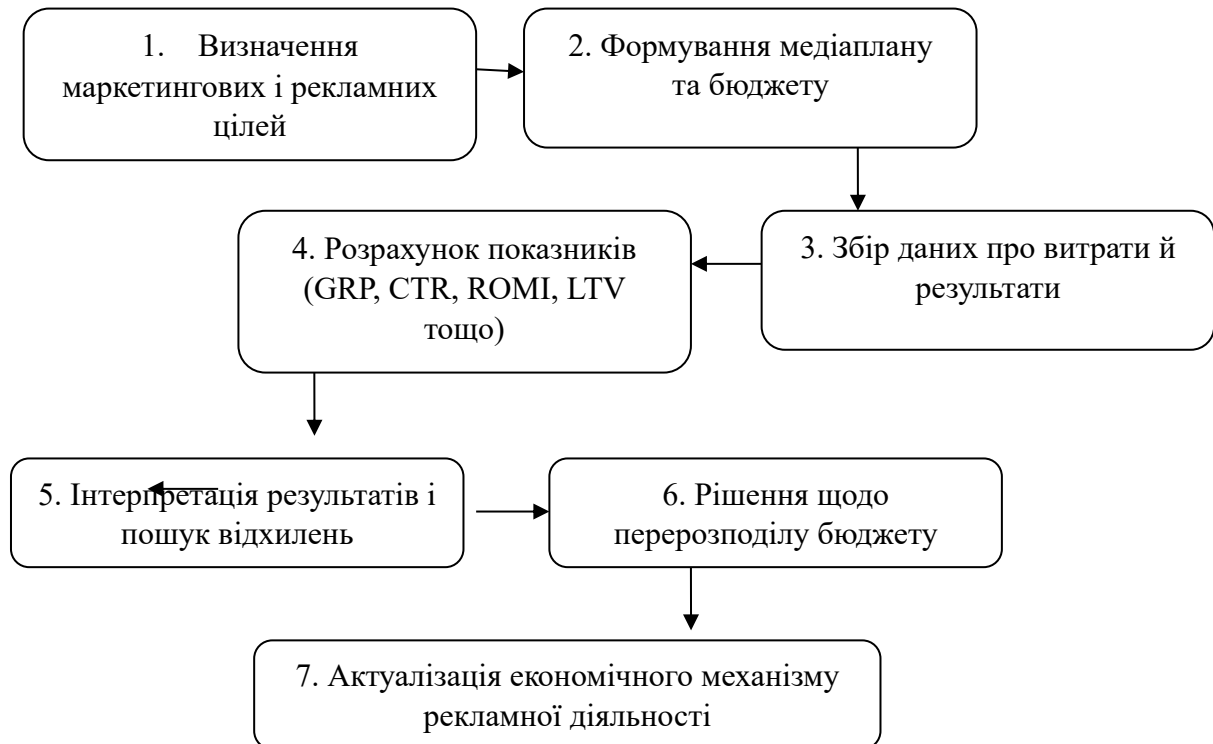 1. Визначення
маркетингових і рекламних
цілей
2. Формування медіаплану
та бюджету
3. Збір даних про витрати й
результати
4. Розрахунок показників
(GRP, CTR, ROMI, LTV
тощо)
5. Інтерпретація результатів і
пошук відхилень
6. Рішення щодо
перерозподілу бюджету
7. Актуалізація економічного механізму
рекламної діяльності